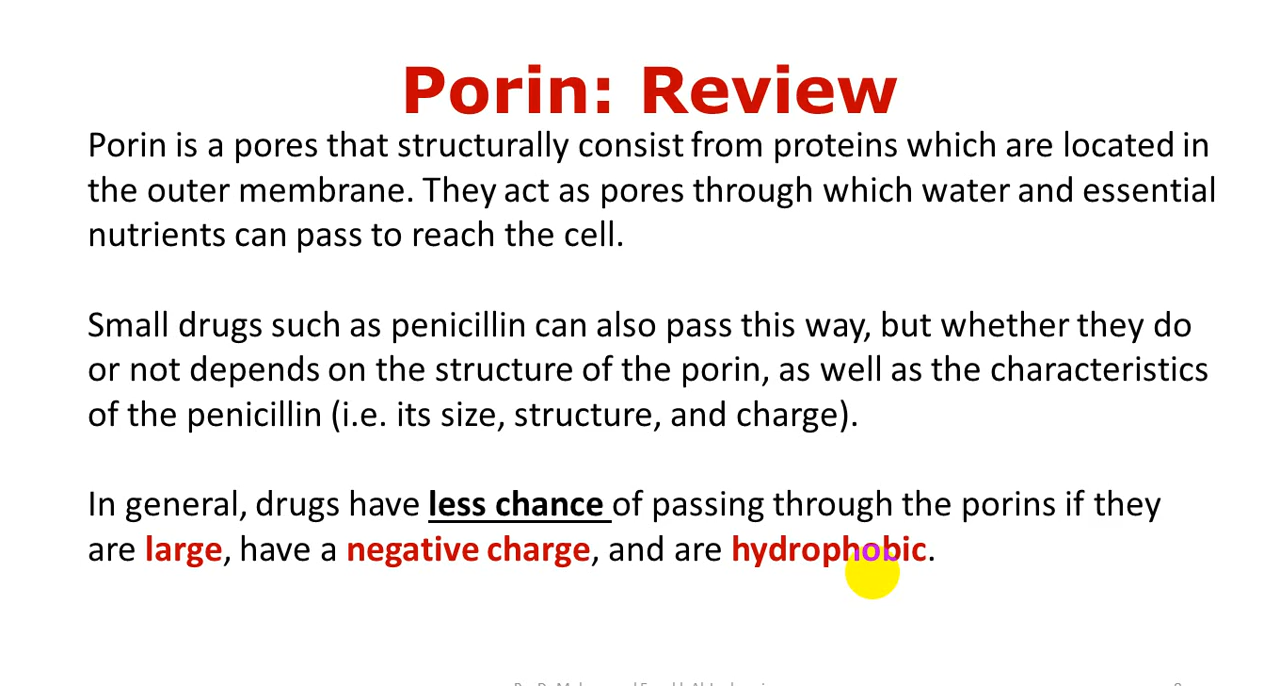 Porin: Review
Porin is a pores that structurally consist from proteins which are located in
the outer membrane. They act as pores through which water and essential
nutrients can pass to reach the cell.
Small drugs such as penicillin can also pass this way, but whether they do
or not depends on the structure of the porin, as well as the characteristics
of the penicillin (i.e. its size, structure, and charge).
In general, drugs have less chance of passing through the porins if they
are large, have a negative charge, and are hydrophobic.